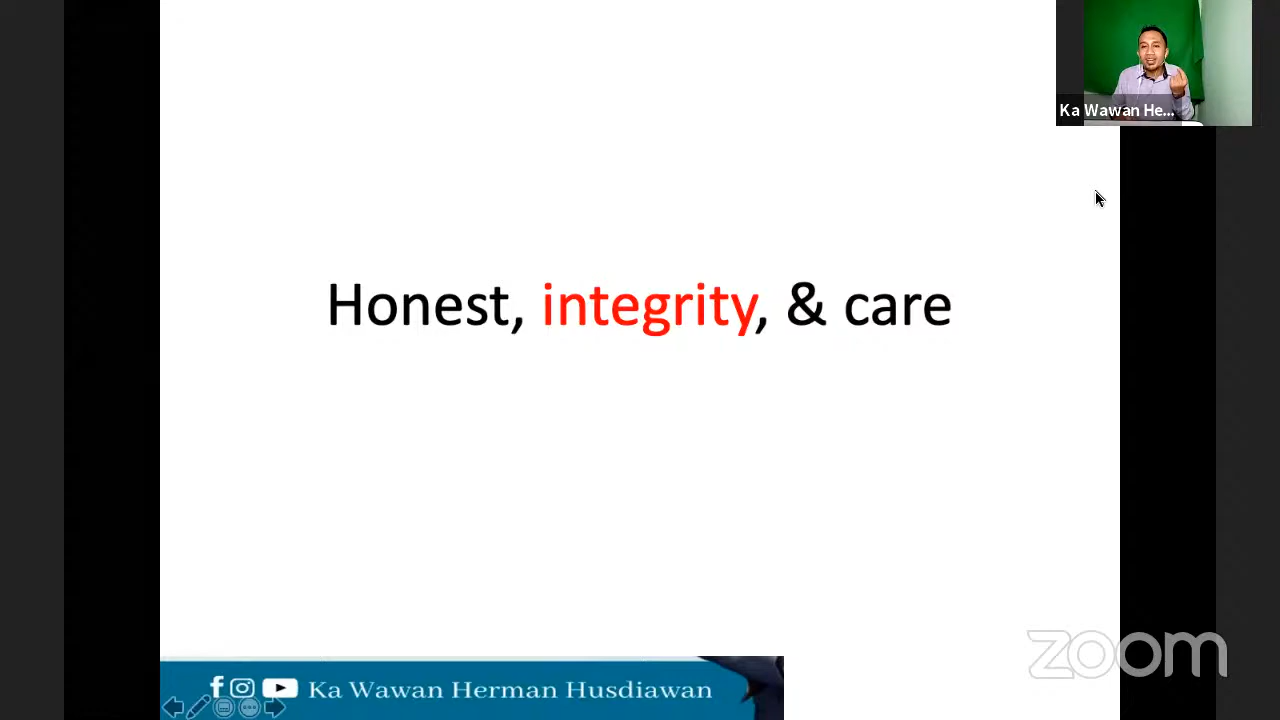 Ka Wawan He...
Honest, integrity, & care
zoom
Ka Wawan Herman Husdiawan